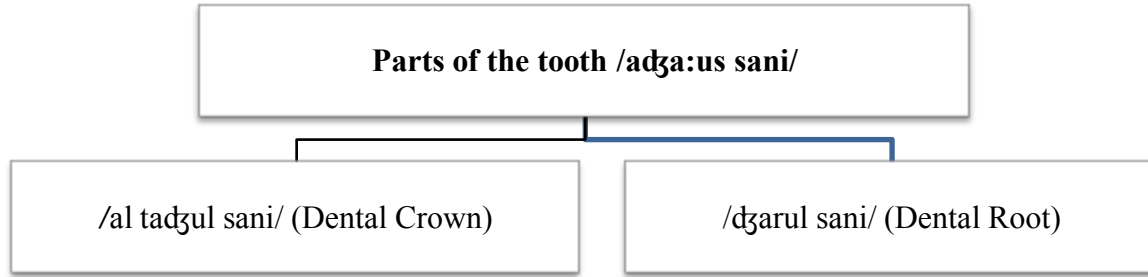 Parts of the tooth /adʒa:us sani/
/al tadʒul sani/ (Dental Crown)
/dʒarul sani/ (Dental Root)